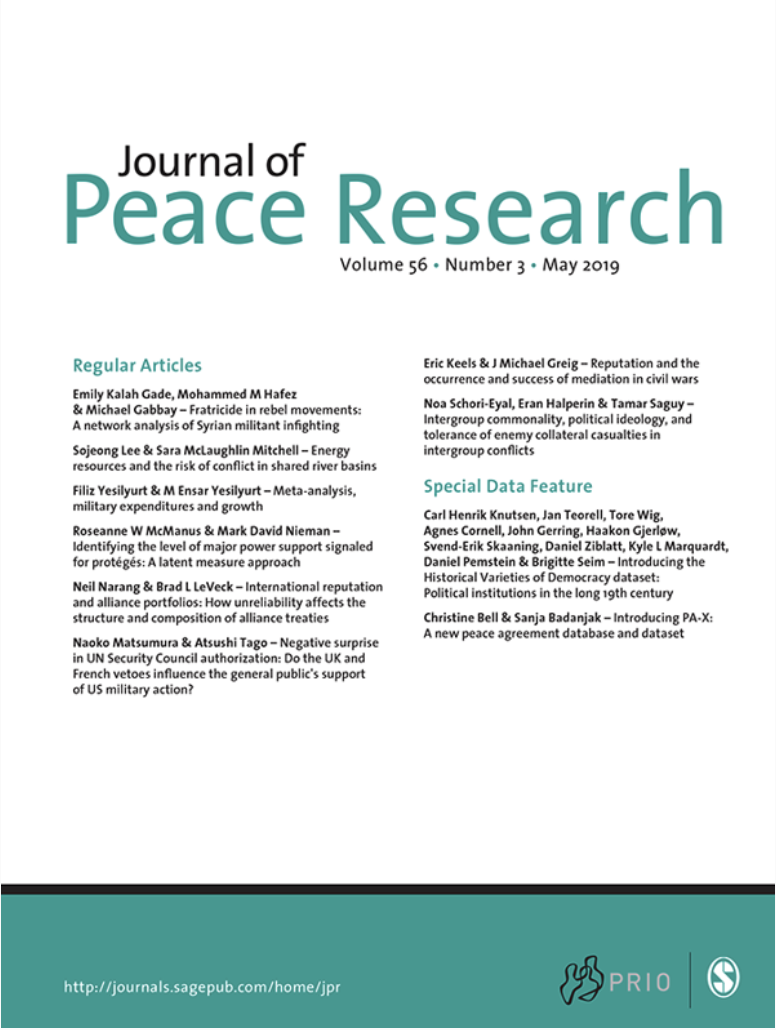 Journal of
Peace Research
Volume 56 • Number 3 • May 2019
Regular Articles
Emily Kalah Gade, Mohammed M Hafez
& Michael Gabbay – Fratricide in rebel movements:
A network analysis of Syrian militant infighting
Sojeong Lee & Sara McLaughlin Mitchell – Energy
resources and the risk of conflict in shared river basins
Filiz Yesilyurt & M Ensar Yesilyurt – Meta-analysis,
military expenditures and growth
Roseanne W McManus & Mark David Nieman –
Identifying the level of major power support signaled
for protégés: A latent measure approach
Neil Narang & Brad L LeVeck – International reputation
and alliance portfolios: How unreliability affects the
structure and composition of alliance treaties
Naoko Matsumura & Atsushi Tago – Negative surprise
in UN Security Council authorization: Do the UK and
French vetoes influence the general public's support
of US military action?
Eric Keels & J Michael Greig – Reputation and the
occurrence and success of mediation in civil wars
Noa Schori-Eyal, Eran Halperin & Tamar Saguy –
Intergroup commonality, political ideology, and
tolerance of enemy collateral casualties in
intergroup conflicts
Special Data Feature
Carl Henrik Knutsen, Jan Teorell, Tore Wig,
Agnes Cornell, John Gerring, Haakon Gjerløw,
Svend-Erik Skaaning, Daniel Ziblatt, Kyle L Marquardt,
Daniel Pemstein & Brigitte Seim – Introducing the
Historical Varieties of Democracy dataset:
Political institutions in the long 19th century
Christine Bell & Sanja Badanjak – Introducing PA-X:
A new peace agreement database and dataset
http://journals.sagepub.com/home/jpr
PRIO
S